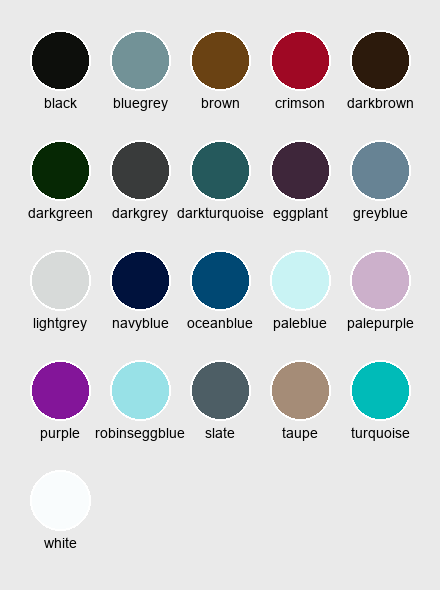 black bluegrey brown crimson darkbrown
darkgreen darkgrey darkturquoise eggplant greyblue
lightgrey navyblue oceanblue paleblue palepurple
purple robinseggblue slate taupe turquoise
white